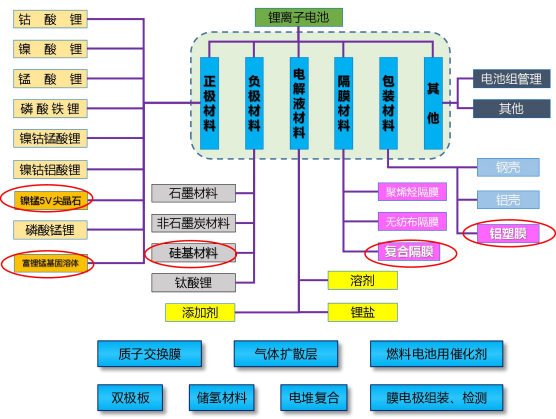 锂离子电池
钴酸锂
镍酸锂
锰酸锂
磷酸铁锂
镍钴锰酸锂
镍钴铝酸锂
镍锰5V尖晶石
磷酸锰锂
富锂锰基固溶体
正极材料
负极材料
电解液材料
隔膜材料
包装材料
其他
电池组管理
其他
石墨材料
非石墨炭材料
硅基材料
钛酸锂
聚烯烃隔膜
无纺布隔膜
复合隔膜
钢壳
铝壳
铝塑膜
添加剂
溶剂
锂盐
质子交换膜
气体扩散层
燃料电池用催化剂
双极板
储氢材料
电堆复合
膜电极组装、检测